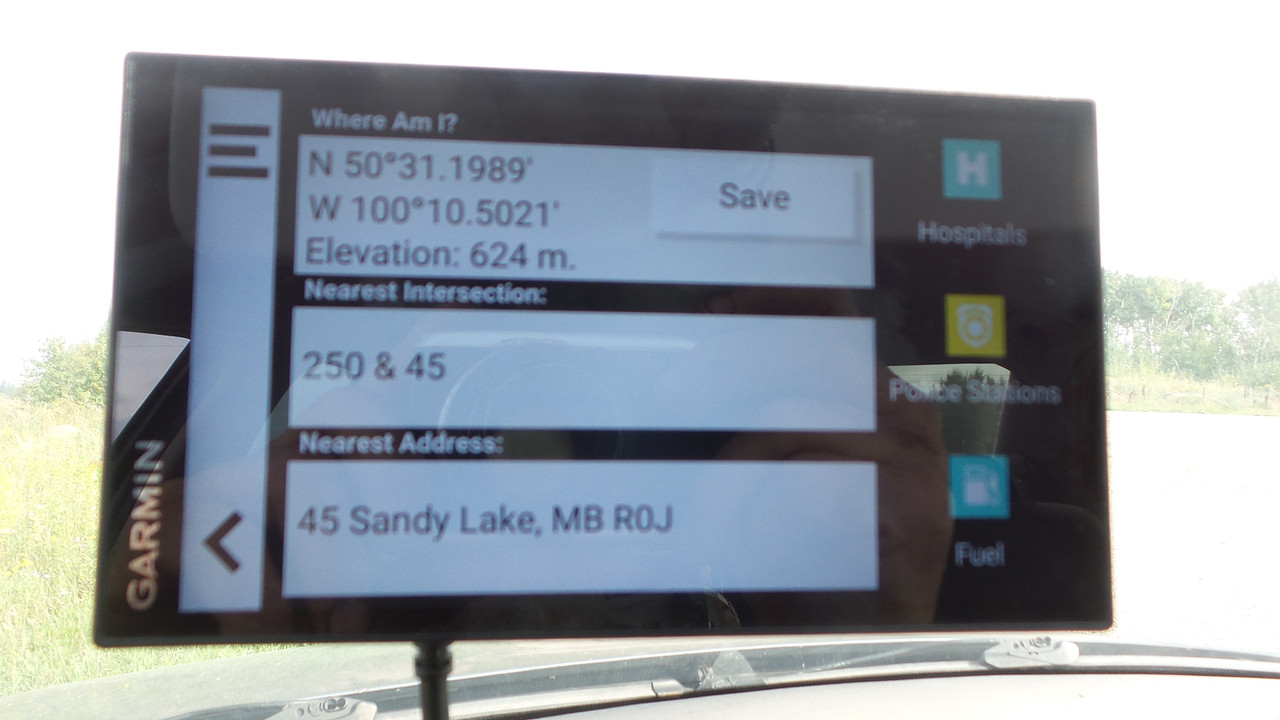 Where Am I?
N 50°31.1989'
W 100°10.5021'
Elevation: 624 m.
Save
Nearest Intersection:
250 & 45
Nearest Address:
45 Sandy Lake, MB R0J
H
Hospitals
Police Stations
Fuel
GARMIN